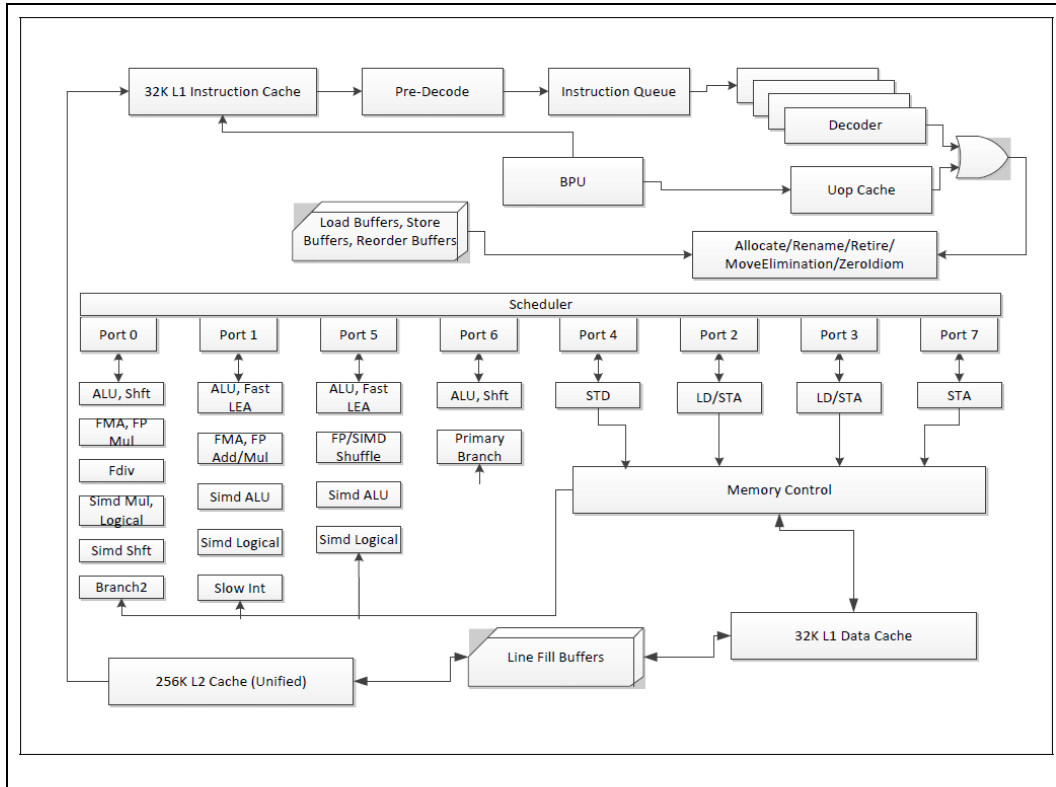 32K L1 Instruction Cache
Pre-Decode
Instruction Queue
Decoder
BPU
Uop Cache
Load Buffers, Store
Buffers, Reorder Buffers
Allocate/Rename/Retire/
MoveElimination/ZeroIdiom
Scheduler
Port 0
Port 1
Port 5
Port 6
Port 4
Port 2
Port 3
Port 7
ALU, Shft
ALU, Fast
LEA
ALU, Fast
LEA
ALU, Shft
STD
LD/STA
LD/STA
STA
FMA, FP
Mul
FMA, FP
Add/Mul
FP/SIMD
Shuffle
Primary
Branch
Fdiv
Simd ALU
Simd ALU
Memory Control
Simd Mul,
Logical
Simd Logical
Simd Logical
Simd Shft
Branch2
Slow Int
32K L1 Data Cache
Line Fill Buffers
256K L2 Cache (Unified)